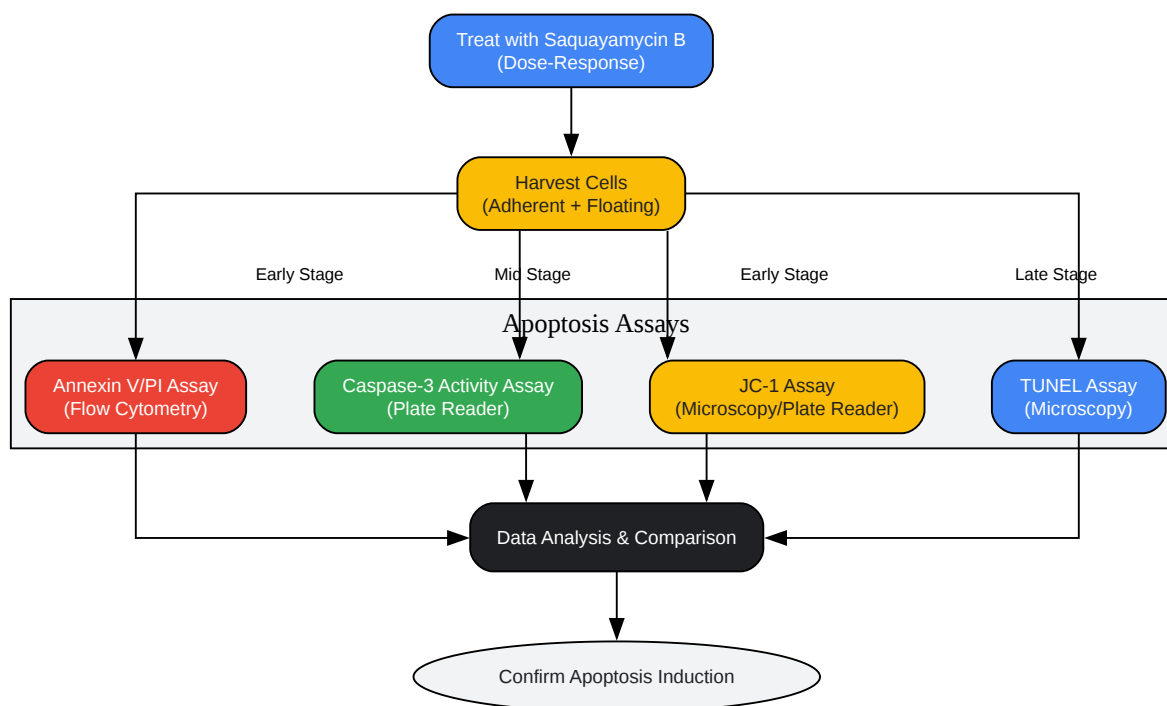 Treat with Saquayamycin B
(Dose-Response)
Harvest Cells
(Adherent + Floating)
Early Stage
Mid Stage
Early Stage
Late Stage
Apoptosis Assays
Annexin V/PI Assay
(Flow Cytometry)
Caspase-3 Activity Assay
(Plate Reader)
JC-1 Assay
(Microscopy/Plate Reader)
TUNEL Assay
(Microscopy)
Data Analysis & Comparison
Confirm Apoptosis Induction